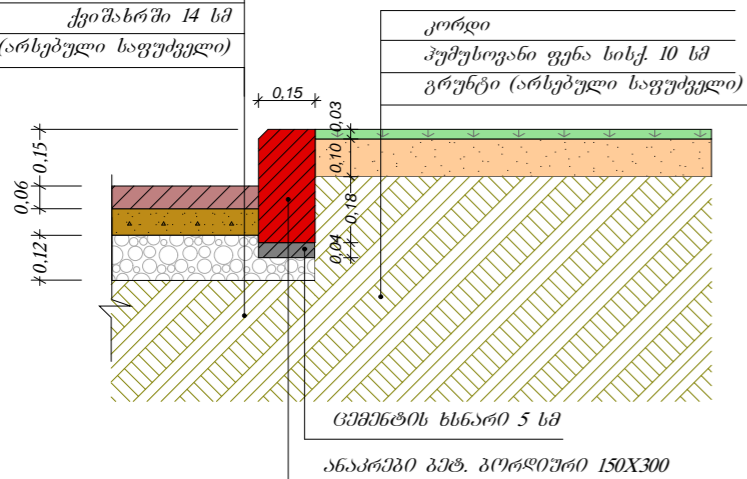 ქვიშახრში 14 სმ
(არსებული საფუძველი)
კორდი
ჰუმუსოვანი ფენა სისქ. 10 სმ
გრუნტი (არსებული საფუძველი)
0,15
0,03
0,15
0,10
0,06
0,18
0,12
0,04
ცემენტის ხსნარი 5 სმ
ანაკრები ბეტ. ბორდიური 150X300